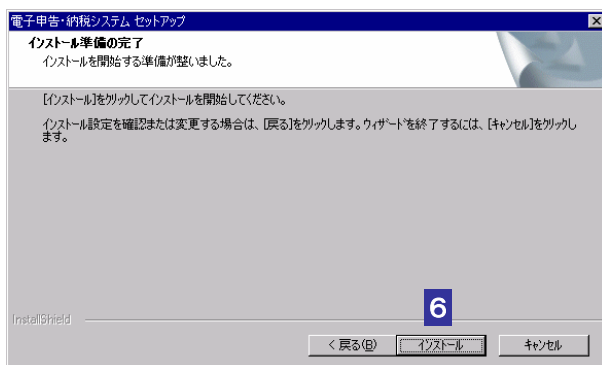 電子申告・納税システム セットアップ
インストール準備の完了
インストールを開始する準備が整いました。
[インストール]をクリックしてインストールを開始してください。
インストール設定を確認または変更する場合は、[戻る]をクリックします。ウィザードを終了するには、[キャンセル]をクリックし
ます。
6
InstallShield
< 戻る(B) インストール キャンセル